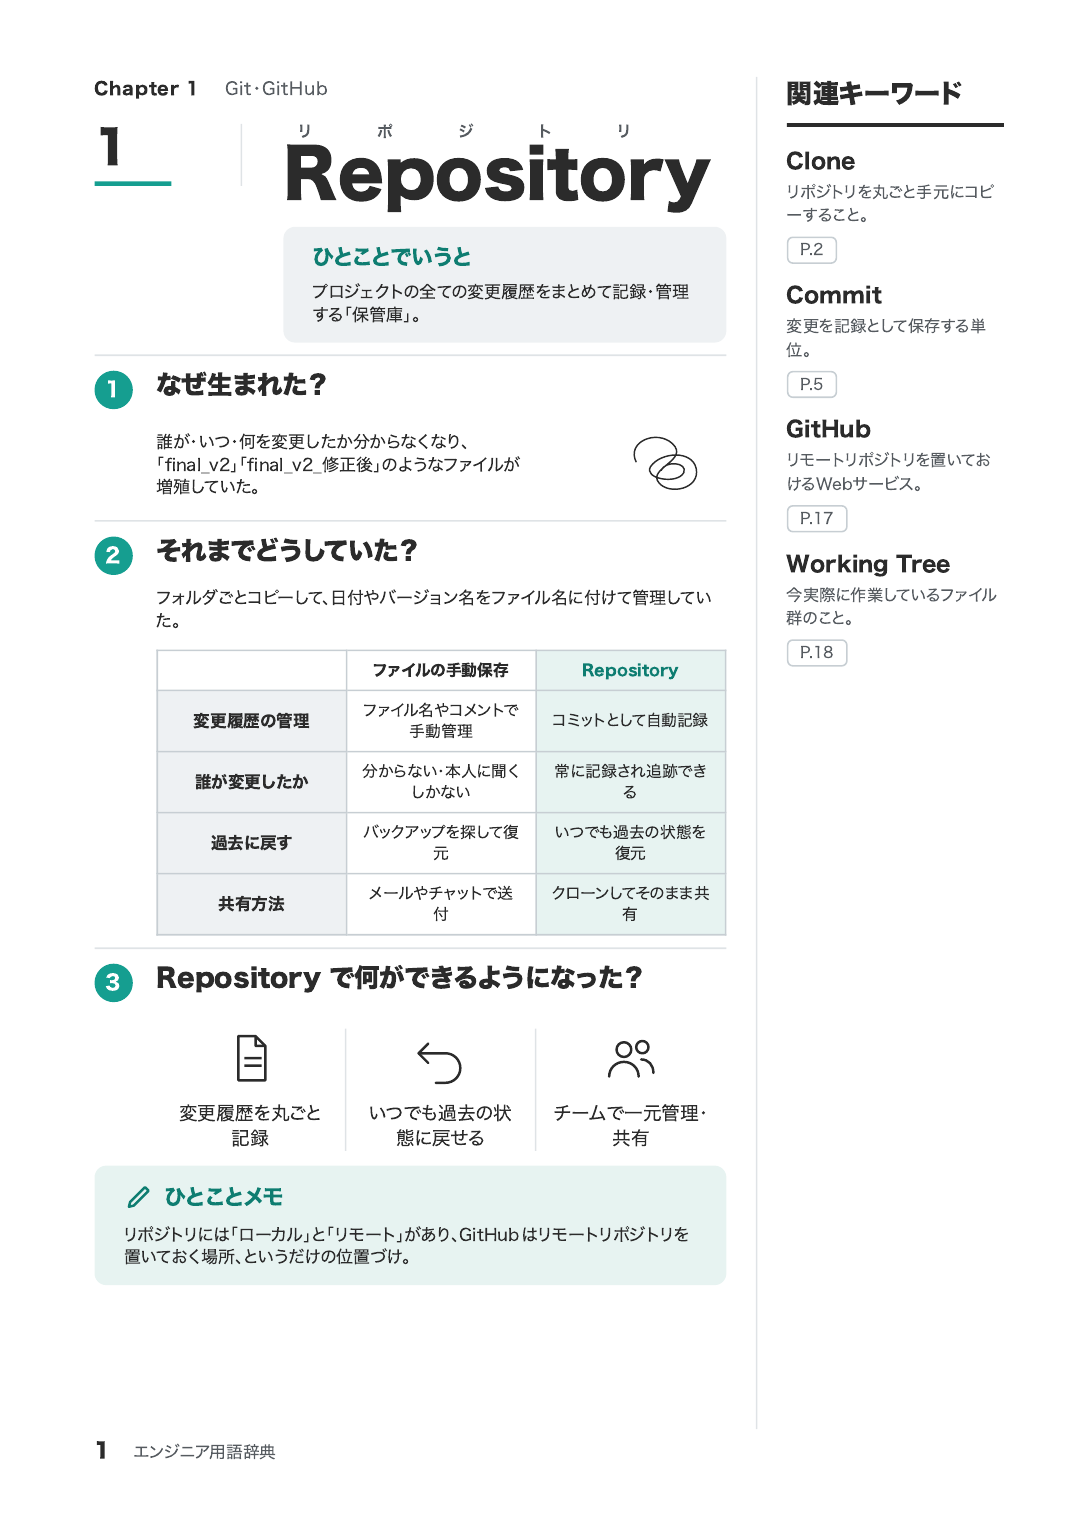 Chapter 1 Git・GitHub
1
リポジトリ
Repository
ひとことでいうと
プロジェクトの全ての変更履歴をまとめて記録・管理
する「保管庫」。
1 なぜ生まれた？
誰が・いつ・何を変更したか分からなくなり、
「final_v2」「final_v2_修正後」のようなファイルが
増殖していた。
2 それまでどうしていた？
フォルダごとコピーして、日付やバージョン名をファイル名に付けて管理してい
た。
ファイルの手動保存 Repository
変更履歴の管理 ファイル名やコメントで
手動管理 コミットとして自動記録
誰が変更したか 分からない・本人に聞く
しかない 常に記録され追跡でき
る
過去に戻す バックアップを探して復
元 いつでも過去の状態を
復元
共有方法 メールやチャットで送
付 クローンしてそのまま共
有
3 Repository で何ができるようになった？
変更履歴を丸ごと
記録
いつでも過去の状
態に戻せる
チームで一元管理・
共有
ひとことメモ
リポジトリには「ローカル」と「リモート」があり、GitHubはリモートリポジトリを
置いておく場所、というだけの位置づけ。
関連キーワード
Clone
リポジトリを丸ごと手元にコピ
ーすること。
P.2
Commit
変更を記録として保存する単
位。
P.5
GitHub
リモートリポジトリを置いてお
けるWebサービス。
P.17
Working Tree
今実際に作業しているファイル
群のこと。
P.18
1 エンジニア用語辞典